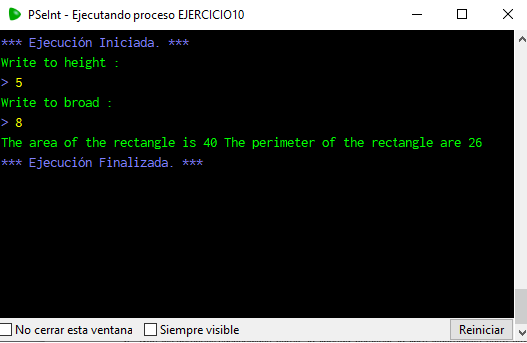 PSeInt - Ejecutando proceso EJERCICIO10
*** Ejecución Iniciada. ***
Write to height :
> 5
Write to broad :
> 8
The area of the rectangle is 40 The perimeter of the rectangle are 26
*** Ejecución Finalizada. ***
No cerrar esta ventana Siempre visible Reiniciar